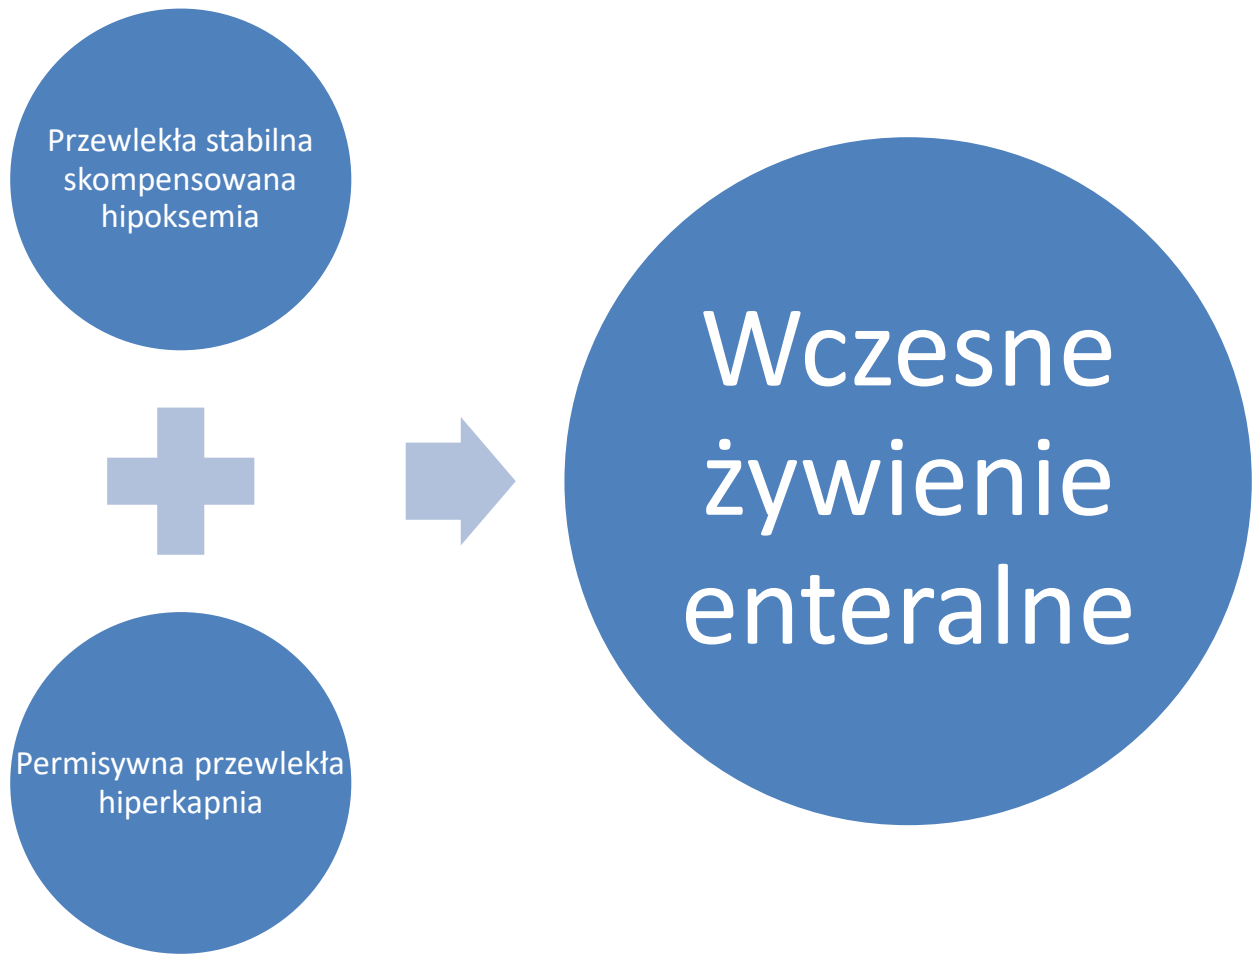 Przewlekła stabilna
skompensowana
hipoksemia
Permisywna przewlekła
hiperkapnia
Wczesne
żywienie
enteralne